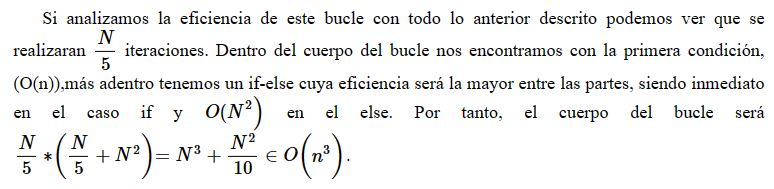 Si analizamos la eficiencia de este bucle con todo lo anterior descrito podemos ver que se
realizaran $\frac{N}{5}$ iteraciones. Dentro del cuerpo del bucle nos encontramos con la primera condición,
(O(n)),más adentro tenemos un if-else cuya eficiencia será la mayor entre las partes, siendo inmediato
en el caso if y $O(N^2)$ en el else. Por tanto, el cuerpo del bucle será
$\frac{N}{5} * \left(\frac{N}{5} + N^2\right) = N^3 + \frac{N^2}{10} \in O\left(n^3\right)$.